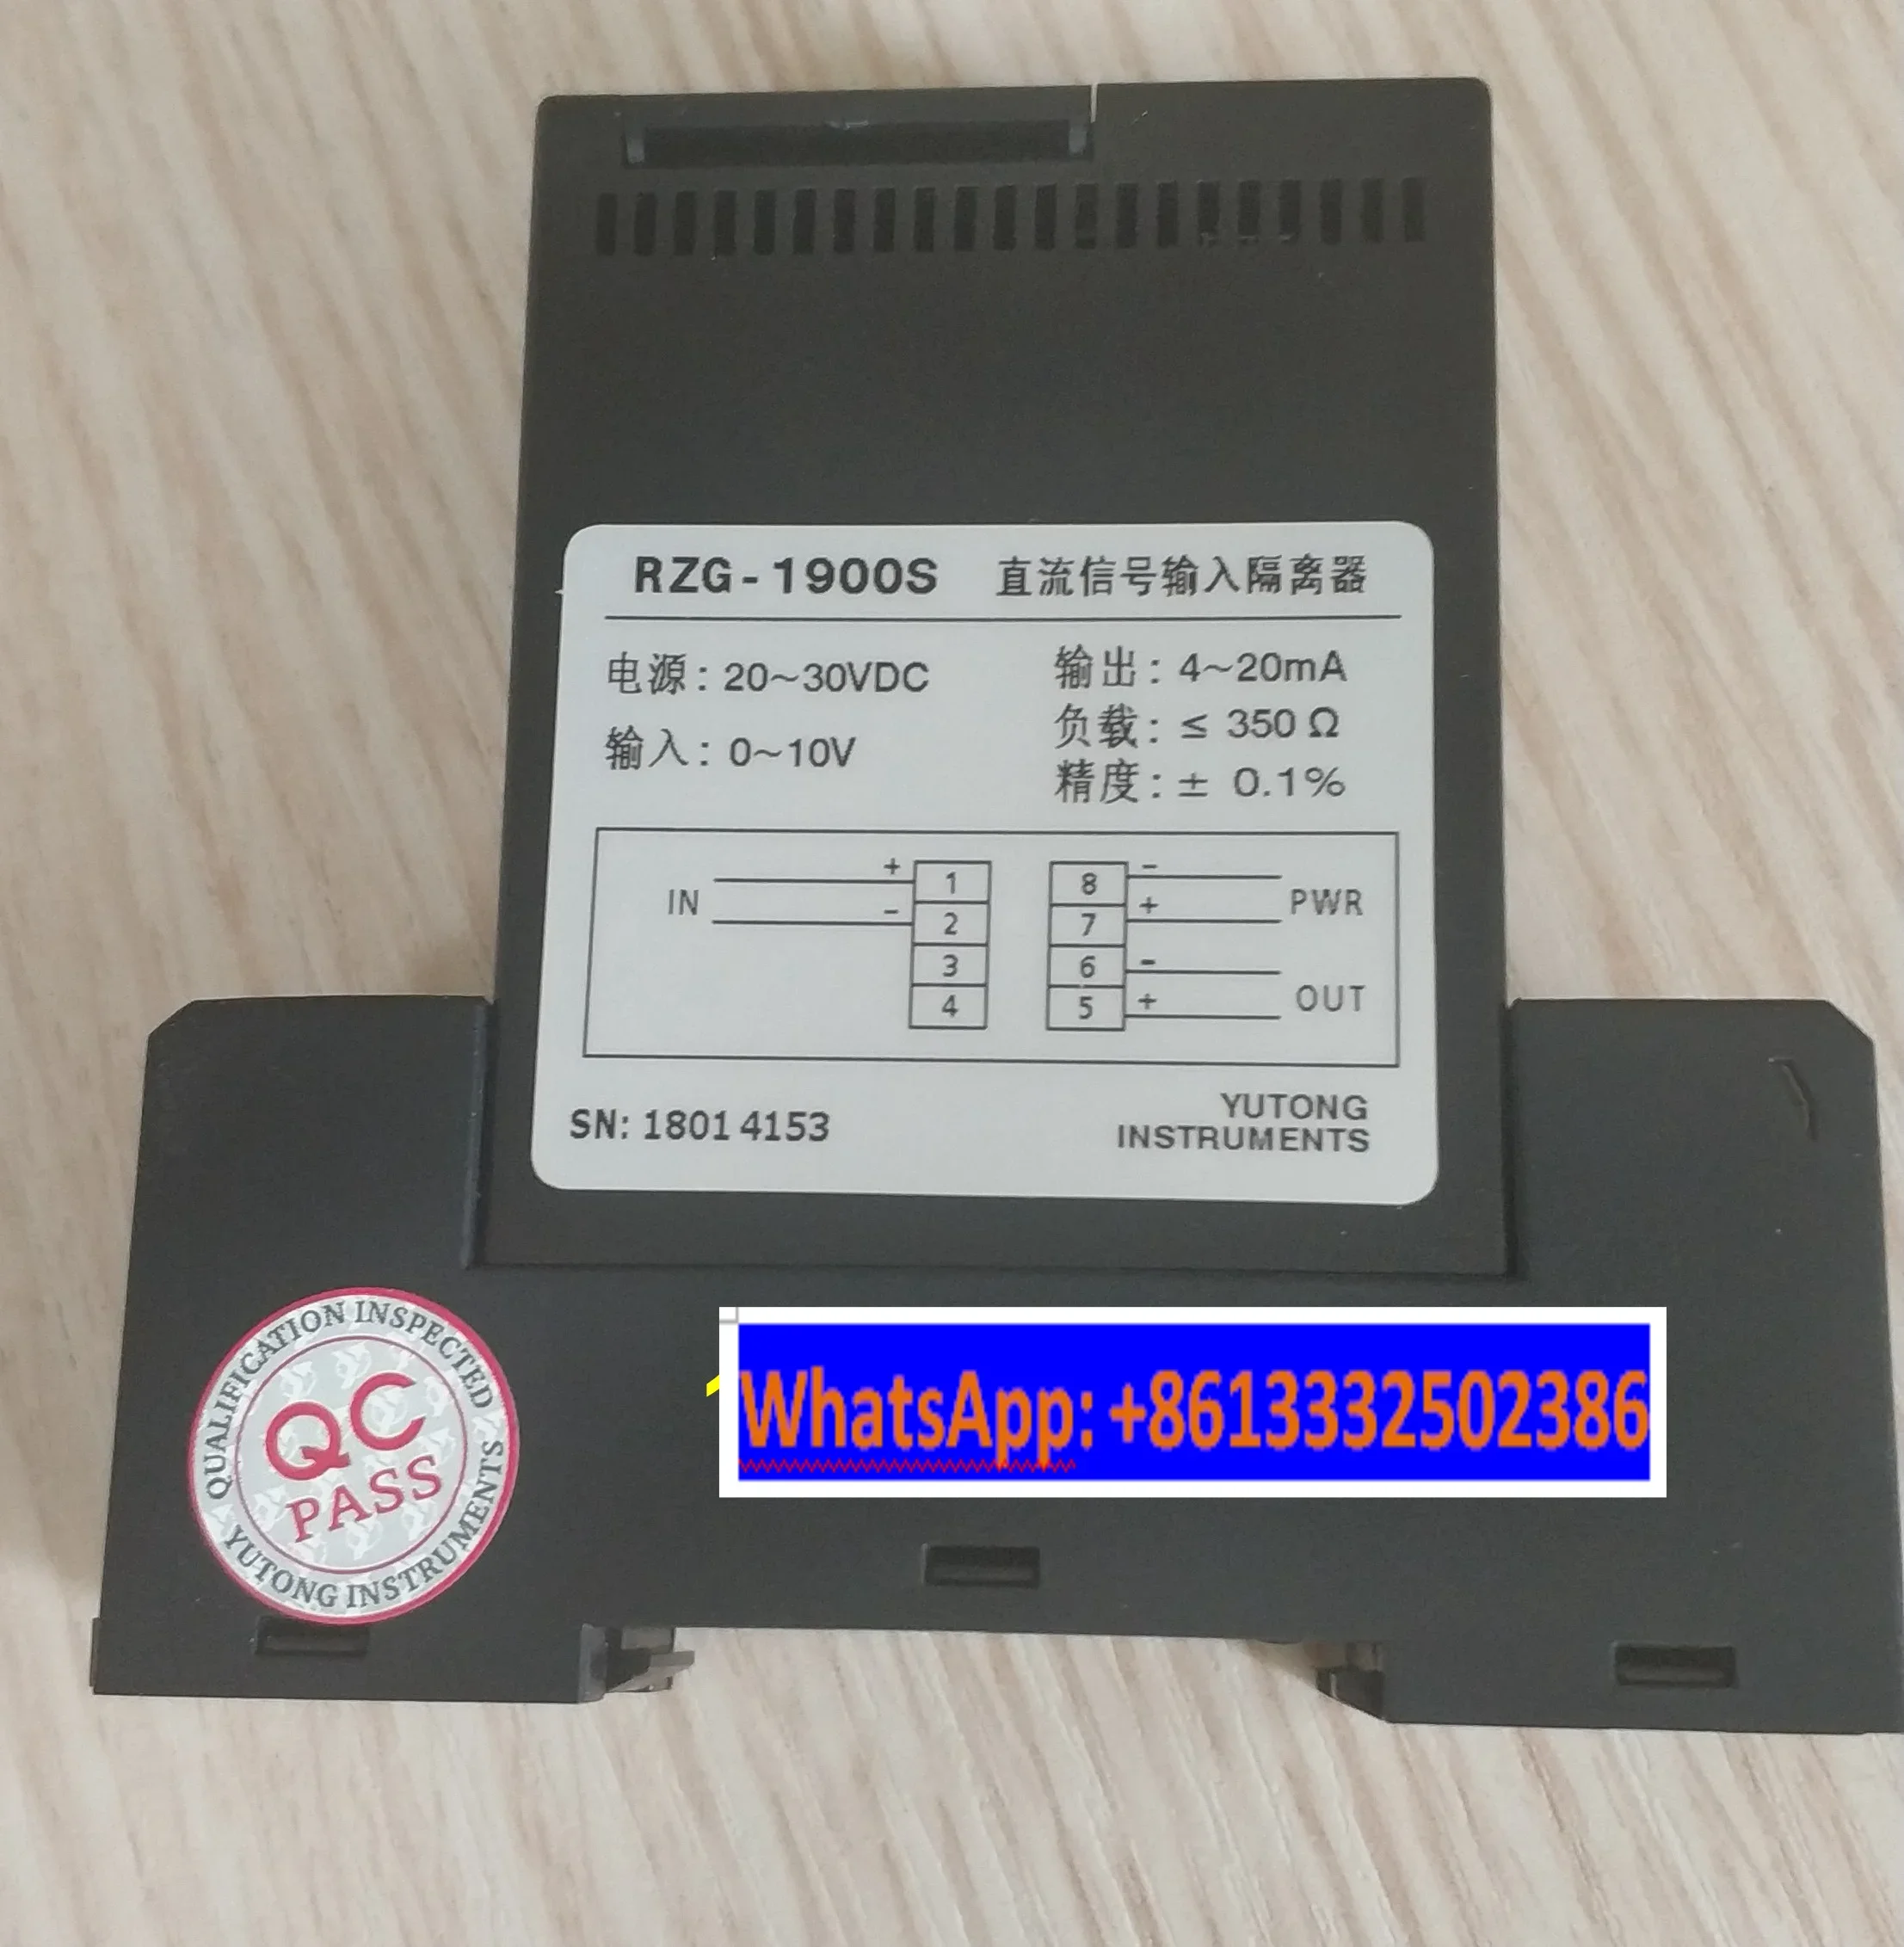 RZG-1900S 直流信号输入隔离器
电源: 20~30VDC
输入: 0~10V
输出: 4~20mA
负载: ≤ 350 Ω
精度: ± 0.1%
IN
+ 1
- 2
3
4
8 -
7 +
PWR
6 -
5 +
OUT
SN: 18014153
YUTONG
INSTRUMENTS
QUALIFICATION INSPECTED
QC
PASS
YUTONG INSTRUMENTS
WhatsApp: +8613332502386